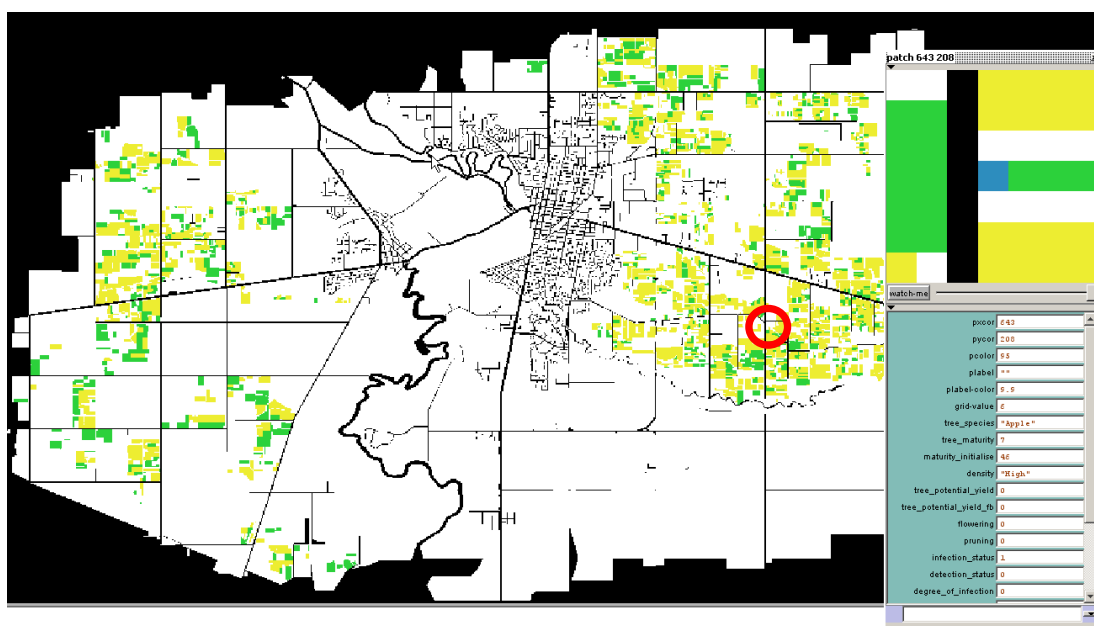 patch 643 208
watch-me
pxcor 643
pycor 208
pcolor 95
plabel ""
plabel-color 9.9
grid-value 6
tree_species "Apple"
tree_maturity 7
maturity_initialise 46
density "High"
tree_potential_yield 0
tree_potential_yield_fb 0
flowering 0
pruning 0
infection_status 1
detection_status 0
degree_of_infection 0